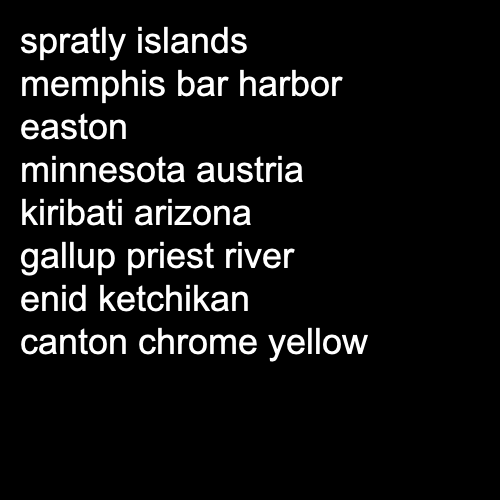 spratly islands
memphis bar harbor
easton
minnesota austria
kiribati arizona
gallup priest river
enid ketchikan
canton chrome yellow